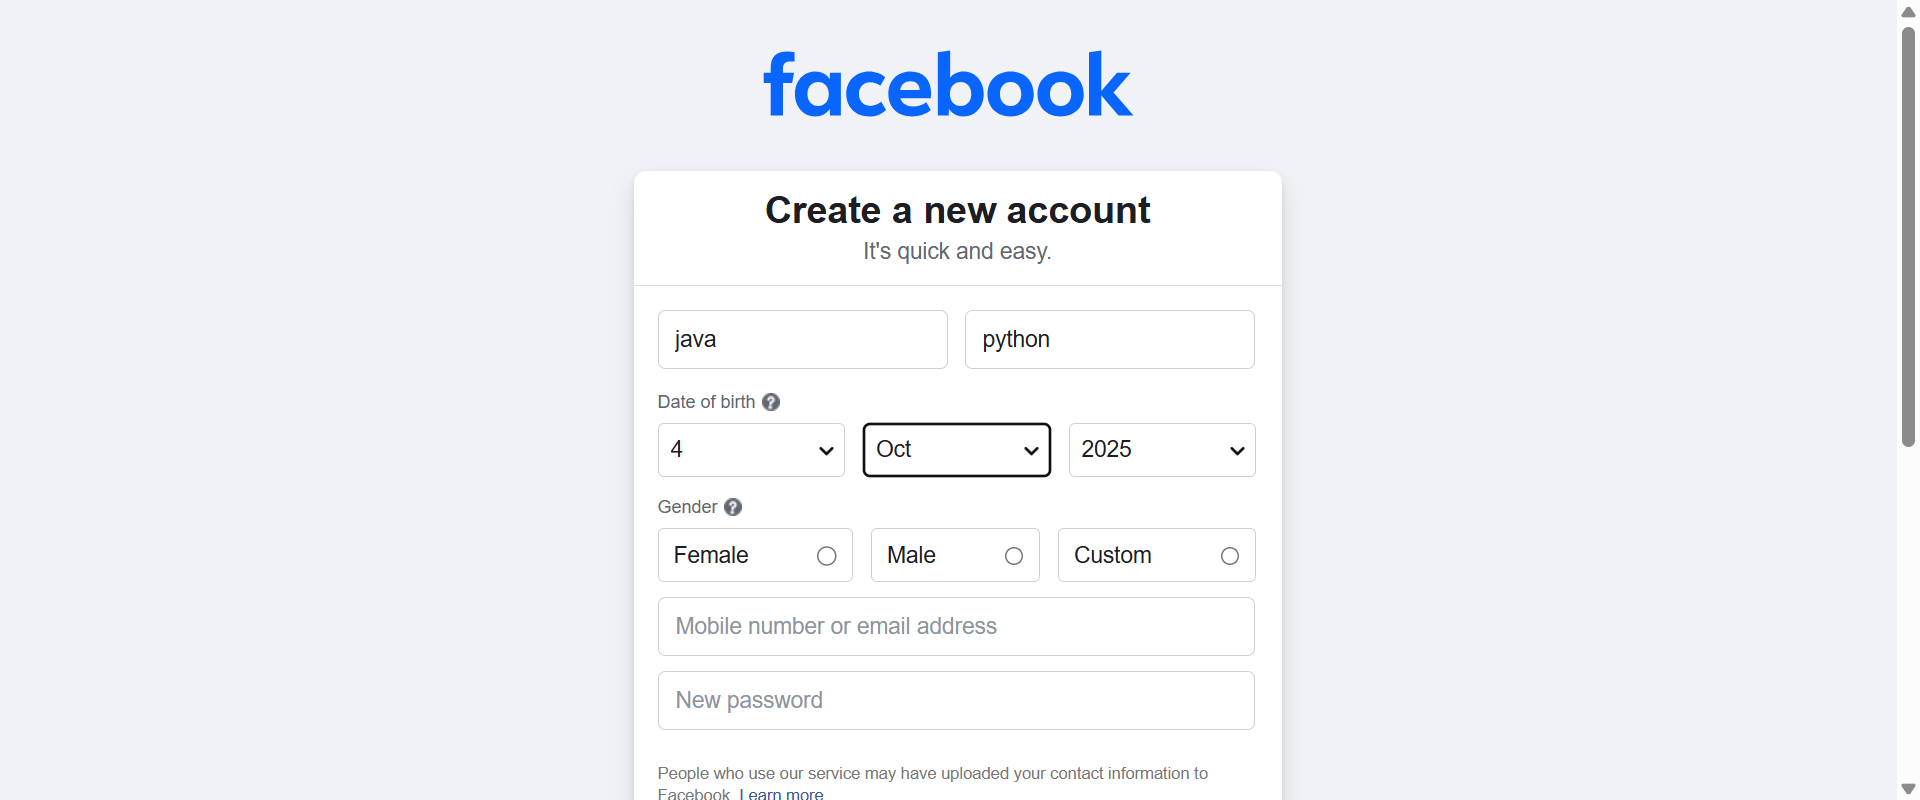 facebook
Create a new account
It's quick and easy.
java python
Date of birth ?
4 Oct 2025
Gender ?
Female Male Custom
Mobile number or email address
New password
People who use our service may have uploaded your contact information to
Facebook. Learn more